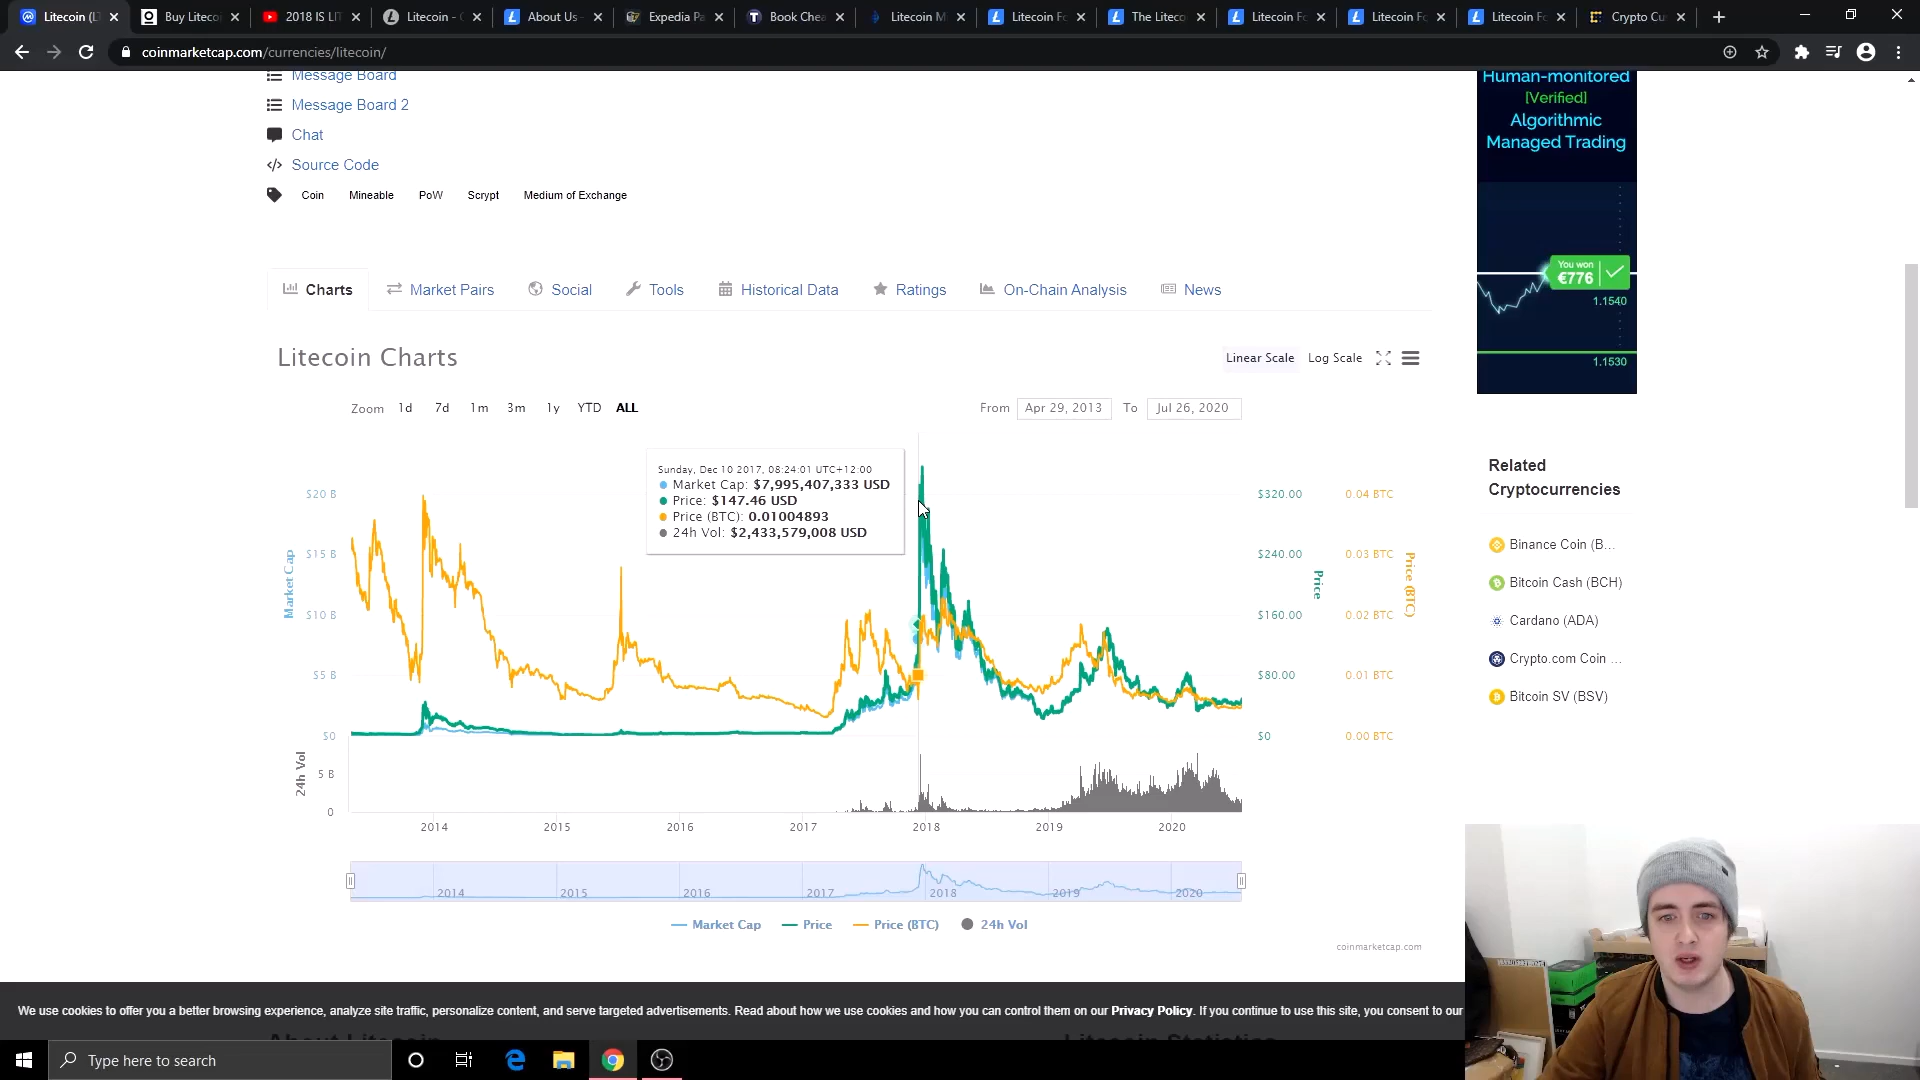 Litecoin (L
Buy Liteco
2018 IS LI
Litecoin -
About Us -
Expedia Pa
Book Chea
Litecoin M
Litecoin Fo
The Liteco
Litecoin Fo
Litecoin Fo
Litecoin Fo
Crypto Cu
coinmarketcap.com/currencies/litecoin/
Message Board
Message Board 2
Chat
Source Code
Coin Mineable PoW Scrypt Medium of Exchange
Human-monitored
[Verified]
Algorithmic
Managed Trading
You won
€776
1.1540
1.1530
Charts Market Pairs Social Tools Historical Data Ratings On-Chain Analysis News
Litecoin Charts
Linear Scale Log Scale
Zoom 1d 7d 1m 3m 1y YTD ALL
From Apr 29, 2013 To Jul 26, 2020
Sunday, Dec 10 2017, 08:24:01 UTC+12:00
Market Cap: $7,995,407,333 USD
Price: $147.46 USD
Price (BTC): 0.01004893
24h Vol: $2,433,579,008 USD
$20 B
$15 B
$10 B
$5 B
$0
Market Cap
$320.00
$240.00
$160.00
$80.00
$0
Price
0.04 BTC
0.03 BTC
0.02 BTC
0.01 BTC
0.00 BTC
Price (BTC)
24h Vol
5 B
0
2014 2015 2016 2017 2018 2019 2020
2014 2015 2016 2017 2018 2019 2020
Market Cap Price Price (BTC) 24h Vol
coinmarketcap.com
Related
Cryptocurrencies
Binance Coin (B...
Bitcoin Cash (BCH)
Cardano (ADA)
Crypto.com Coin ...
Bitcoin SV (BSV)
We use cookies to offer you a better browsing experience, analyze site traffic, personalize content, and serve targeted advertisements. Read about how we use cookies and how you can control them on our Privacy Policy. If you continue to use this site, you consent to our
About Litecoin
Litecoin Statistics
Type here to search